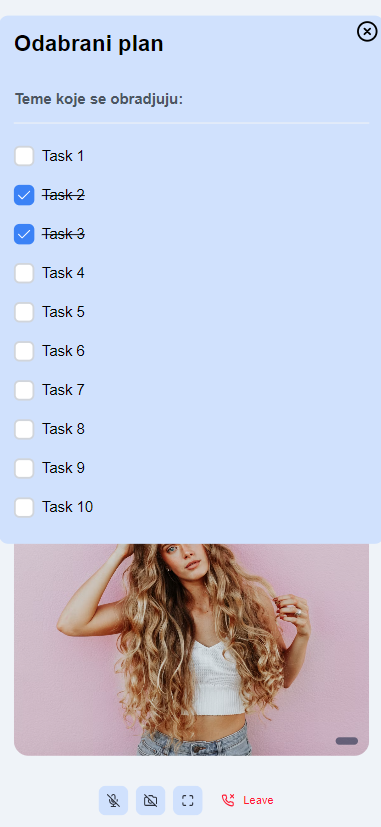 Odabrani plan
Teme koje se obradjuju:
Task 1
Task 2
Task 3
Task 4
Task 5
Task 6
Task 7
Task 8
Task 9
Task 10
Leave